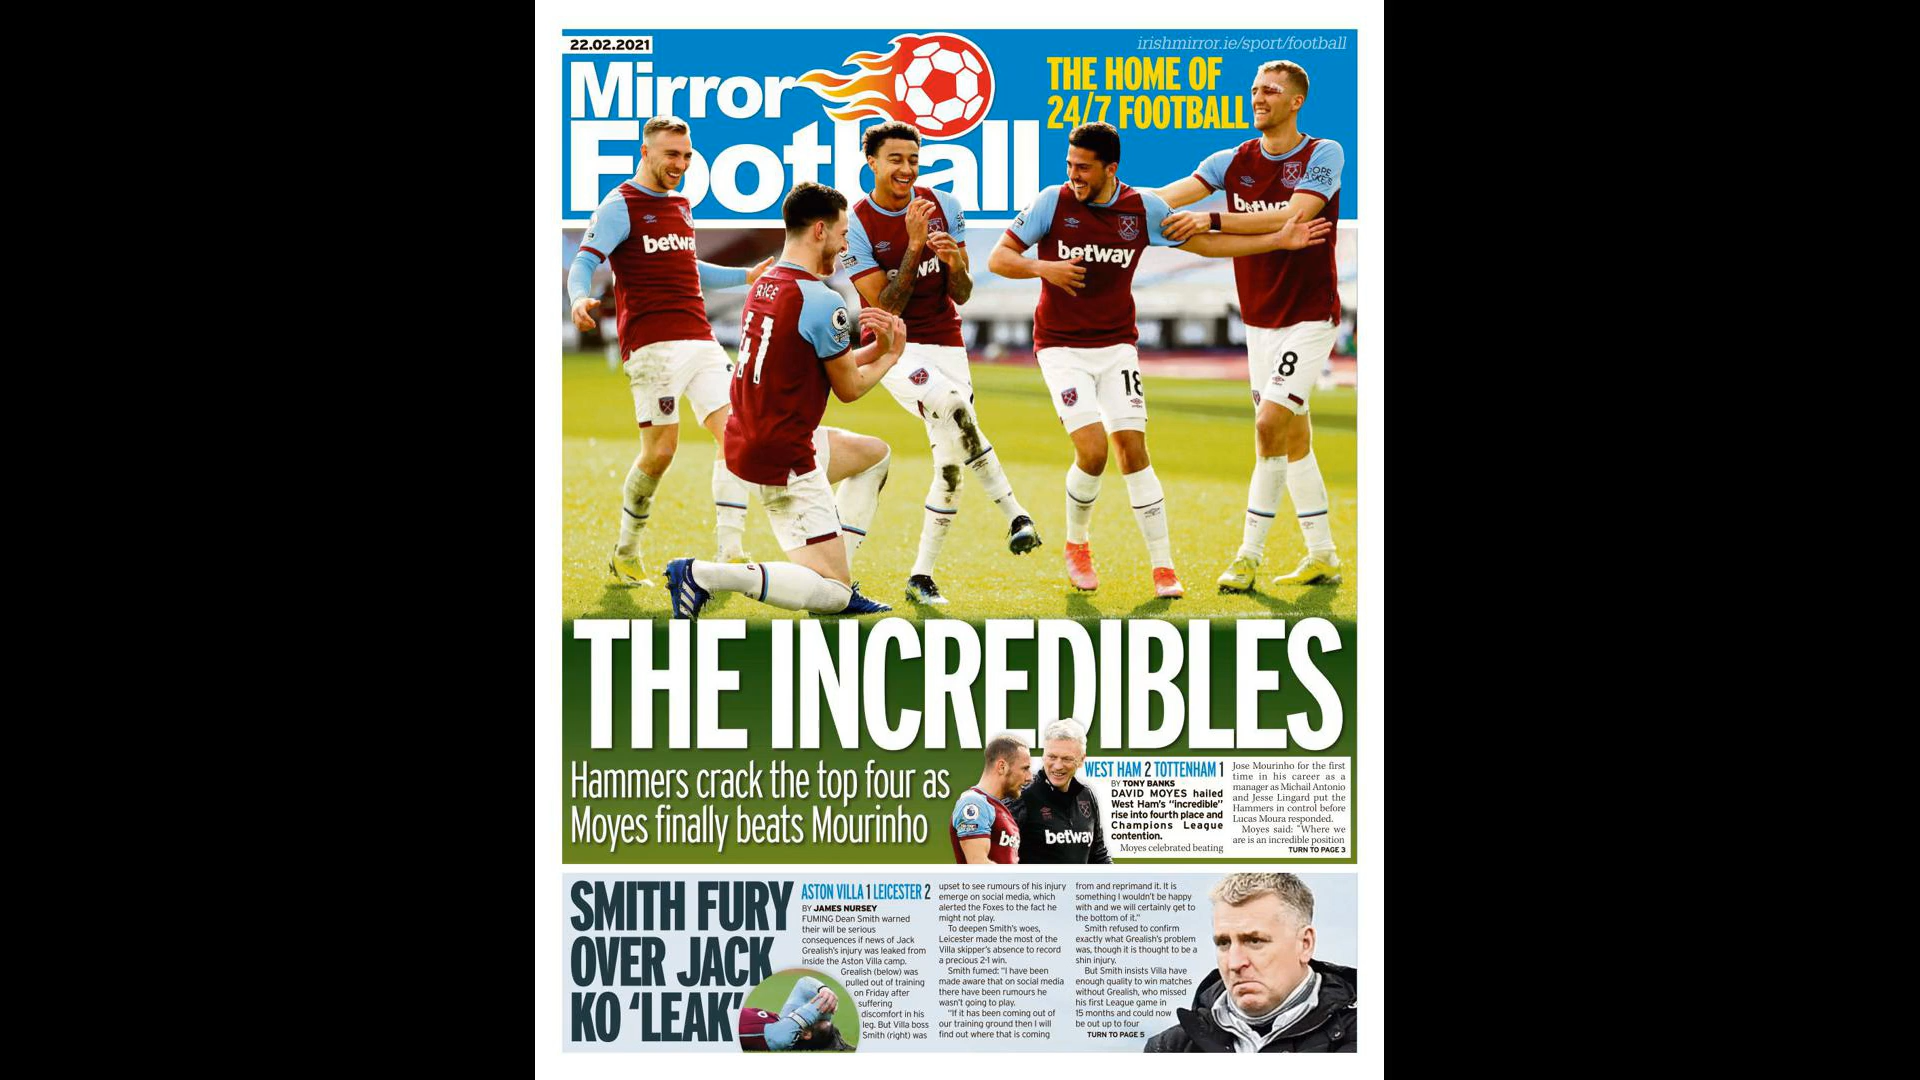 22.02.2021
irishmirror.ie/sport/football
Mirror
Football
THE HOME OF
24/7 FOOTBALL
betway
betway
betway
RICE
41
18
8
THE INCREDIBLES
Hammers crack the top four as
Moyes finally beats Mourinho
betway
WEST HAM 2 TOTTENHAM 1
BY TONY BANKS
DAVID MOYES hailed
West Ham's "incredible"
rise into fourth place and
Champions League
contention.
Moyes celebrated beating
Jose Mourinho for the first
time in his career as a
manager as Michail Antonio
and Jesse Lingard put the
Hammers in control before
Lucas Moura responded.
Moyes said: "Where we
are is an incredible position
TURN TO PAGE 3
SMITH FURY
OVER JACK
KO 'LEAK'
ASTON VILLA 1 LEICESTER 2
BY JAMES NURSEY
FUMING Dean Smith warned
their will be serious
consequences if news of Jack
Grealish's injury was leaked from
inside the Aston Villa camp.
Grealish (below) was
pulled out of training
on Friday after
suffering
discomfort in his
leg. But Villa boss
Smith (right) was
upset to see rumours of his injury
emerge on social media, which
alerted the Foxes to the fact he
might not play.
To deepen Smith's woes,
Leicester made the most of the
Villa skipper's absence to record
a precious 2-1 win.
Smith fumed: "I have been
made aware that on social media
there have been rumours he
wasn't going to play.
"If it has been coming out of
our training ground then I will
find out where that is coming
from and reprimand it. It is
something I wouldn't be happy
with and we will certainly get to
the bottom of it."
Smith refused to confirm
exactly what Grealish's problem
was, though it is thought to be a
shin injury.
But Smith insists Villa have
enough quality to win matches
without Grealish, who missed
his first League game in
15 months and could now
be out up to four
TURN TO PAGE 5